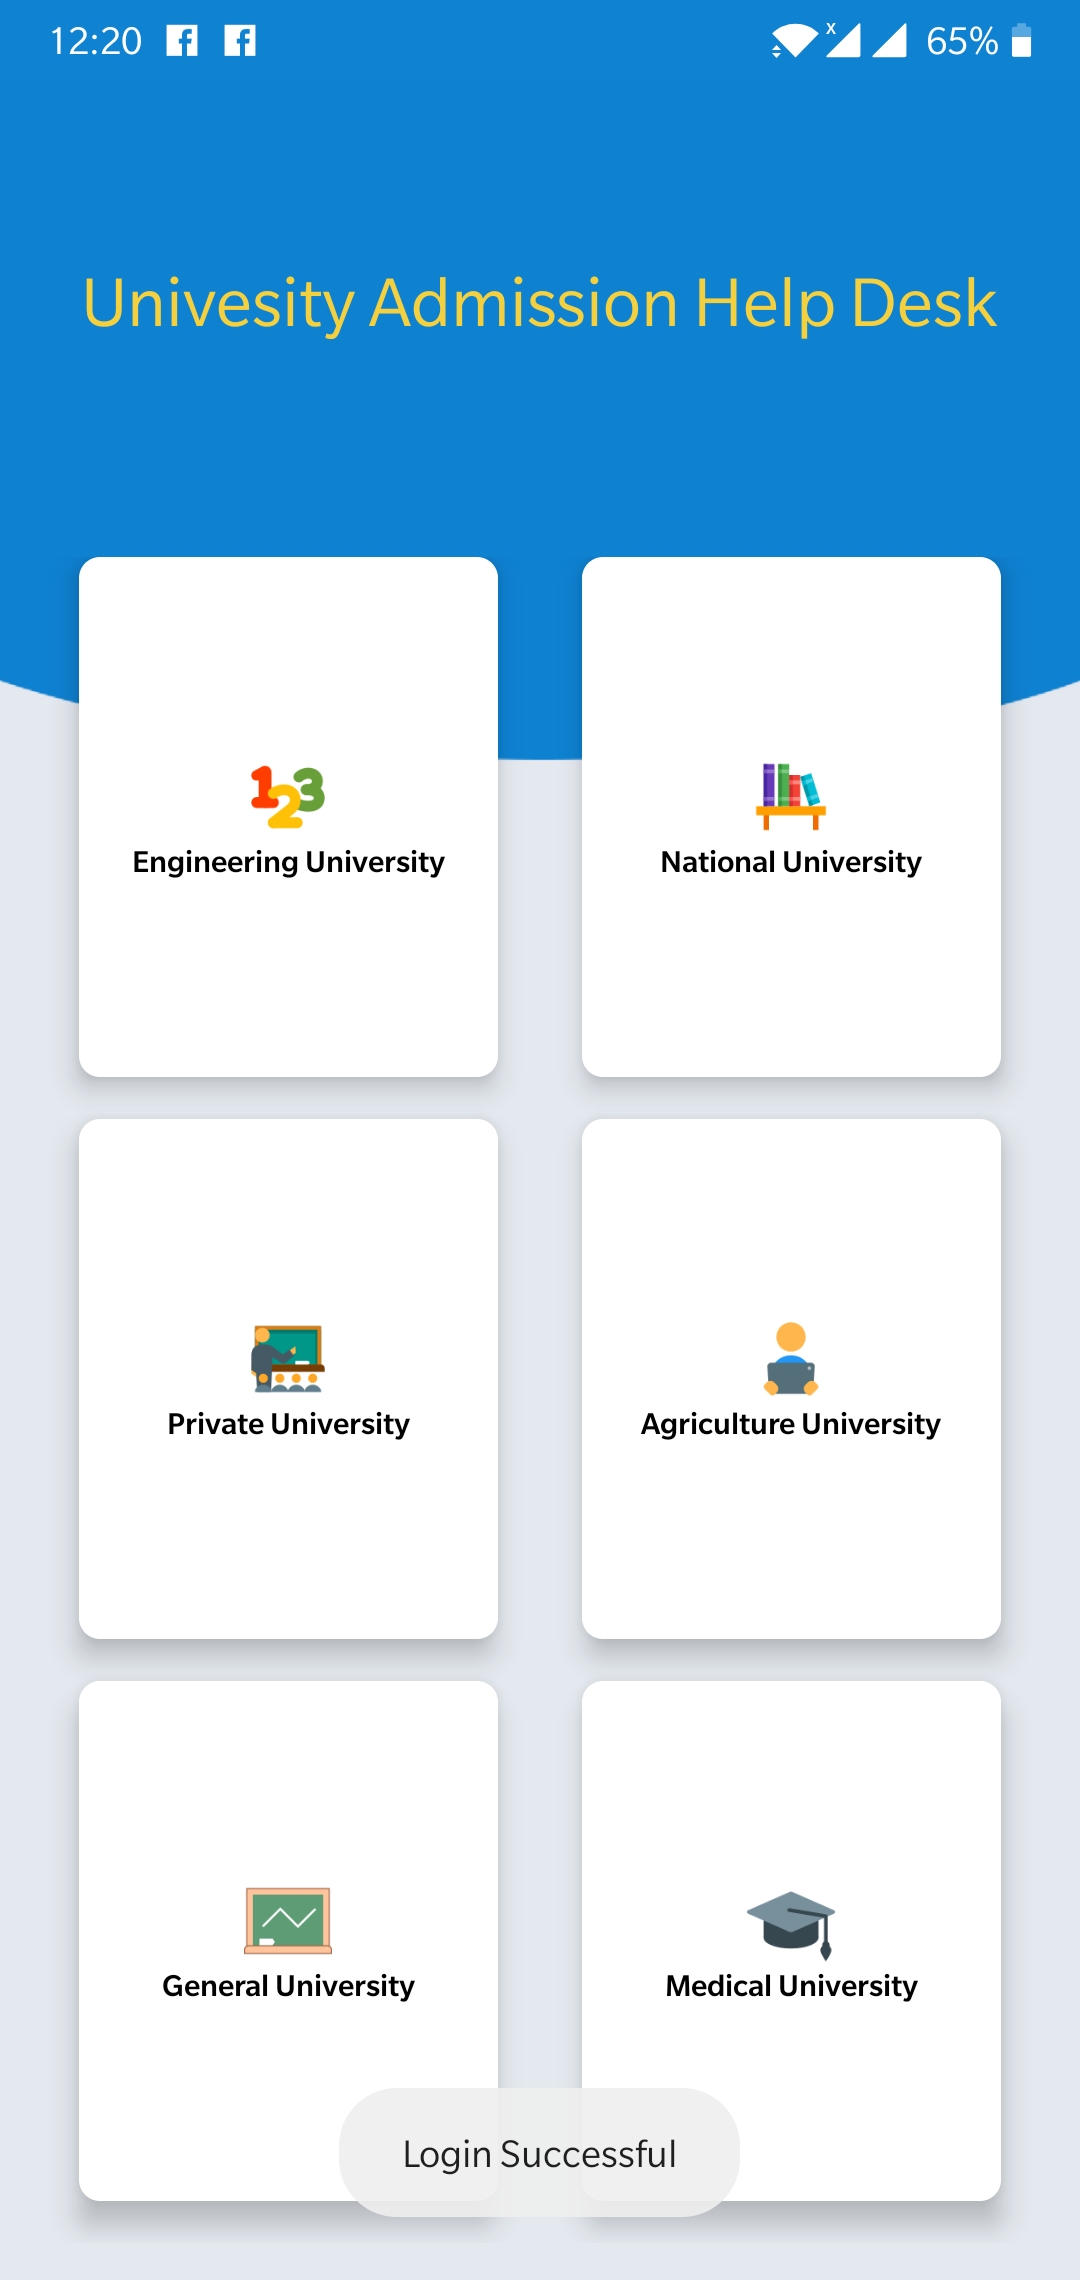 12:20
65%
Univesity Admission Help Desk
123
Engineering University
National University
Private University
Agriculture University
General University
Medical University
Login Successful